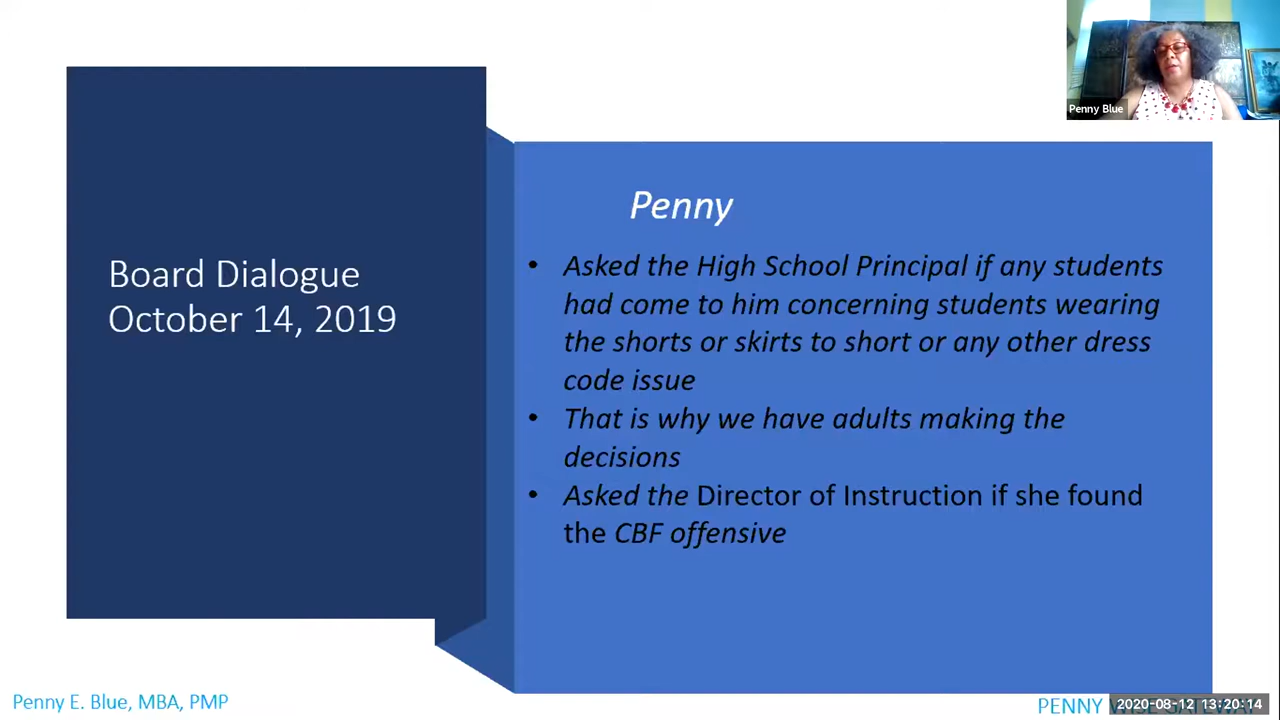 Penny Blue
Board Dialogue
October 14, 2019
Penny
• Asked the High School Principal if any students
had come to him concerning students wearing
the shorts or skirts to short or any other dress
code issue
• That is why we have adults making the
decisions
• Asked the Director of Instruction if she found
the CBF offensive
Penny E. Blue, MBA, PMP
PENNY
2020-08-12 13:20:14